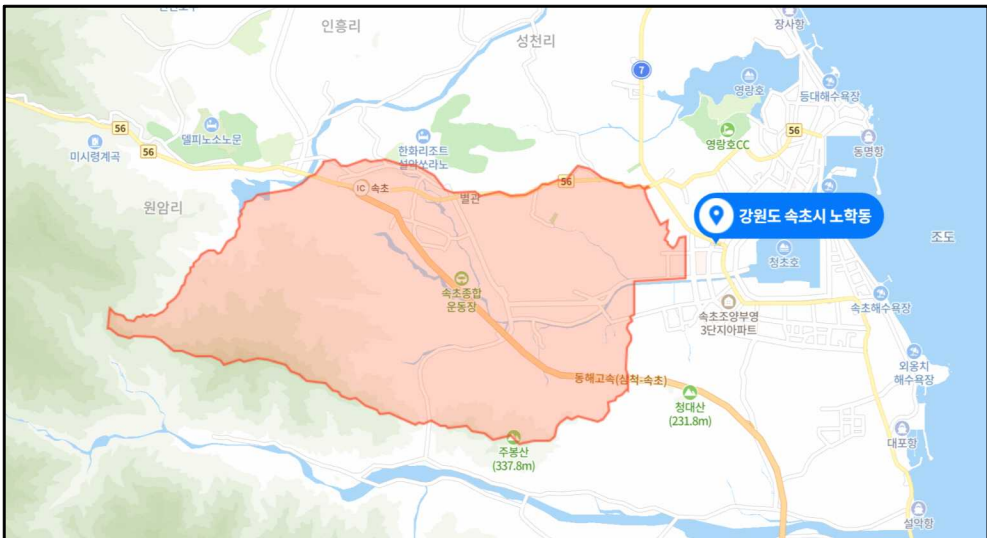 인흥리
성천리
장사항
7
영랑호
등대해수욕장
56
델피노소노문
한화리조트
설악쏘라노
영랑호CC
56
동명항
미시령계곡
56
원암리
IC 속초
별관
56
강원도 속초시 노학동
조도
청초호
속초종합
운동장
속초해수욕장
속초조양부영
3단지아파트
외옹치
해수욕장
동해고속(삼척-속초)
청대산
(231.8m)
대포항
주봉산
(337.8m)
설악항